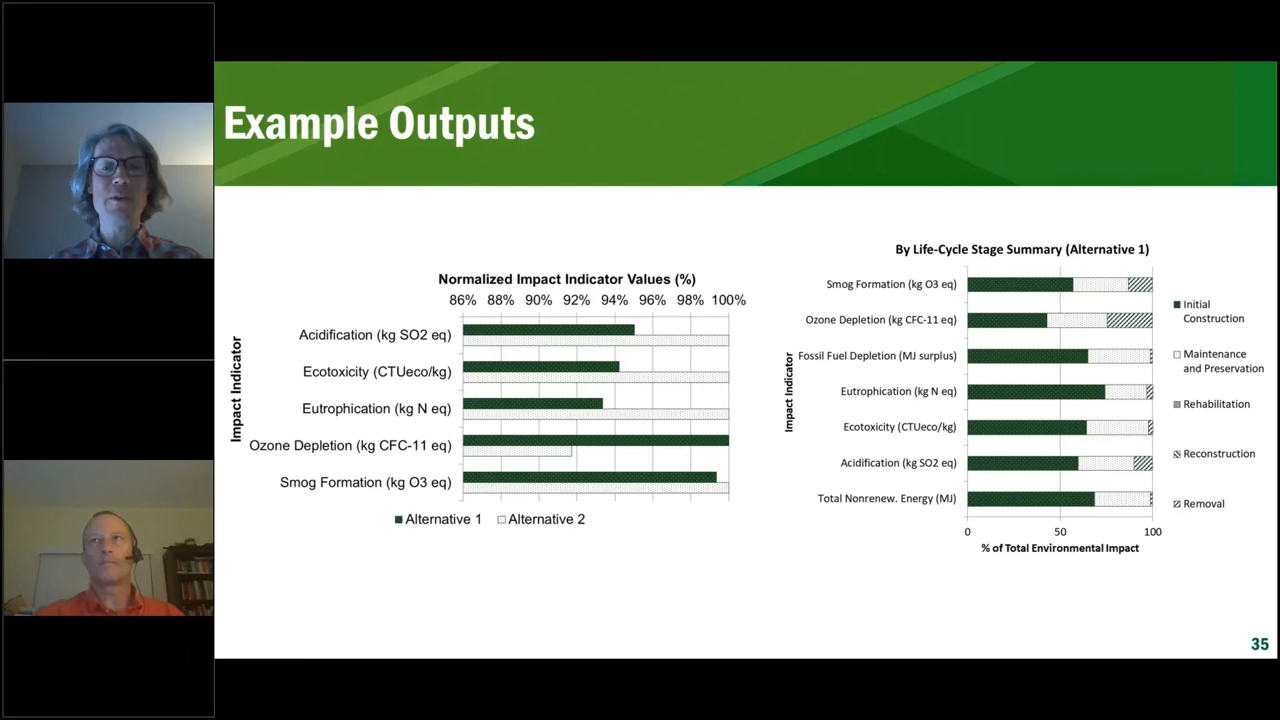 Example Outputs
Normalized Impact Indicator Values (%)
86% 88% 90% 92% 94% 96% 98% 100%
Impact Indicator
Acidification (kg SO2 eq)
Ecotoxicity (CTUeco/kg)
Eutrophication (kg N eq)
Ozone Depletion (kg CFC-11 eq)
Smog Formation (kg O3 eq)
Alternative 1 Alternative 2
By Life-Cycle Stage Summary (Alternative 1)
Impact Indicator
Smog Formation (kg O3 eq)
Ozone Depletion (kg CFC-11 eq)
Fossil Fuel Depletion (MJ surplus)
Eutrophication (kg N eq)
Ecotoxicity (CTUeco/kg)
Acidification (kg SO2 eq)
Total Nonrenew. Energy (MJ)
0 50 100
% of Total Environmental Impact
Initial
Construction
Maintenance
and Preservation
Rehabilitation
Reconstruction
Removal
35